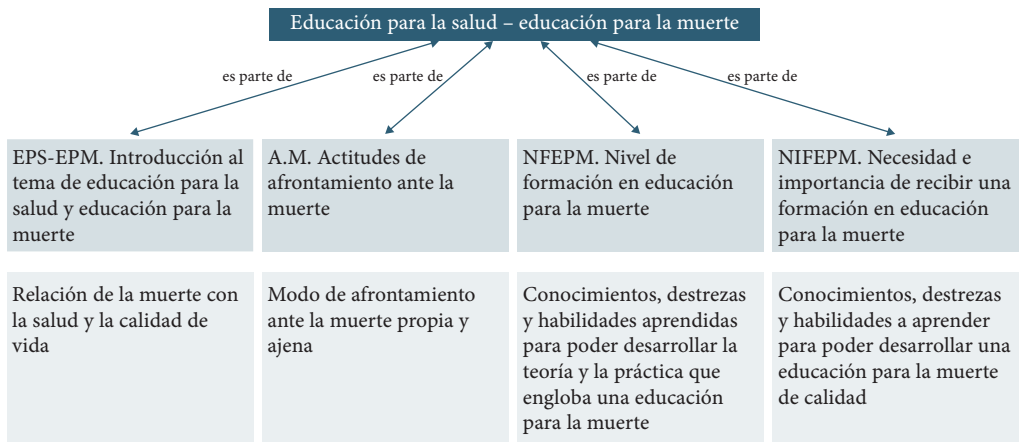 Educación para la salud – educación para la muerte
es parte de
es parte de
es parte de
es parte de
EPS-EPM. Introducción al
tema de educación para la
salud y educación para la
muerte
A.M. Actitudes de
afrontamiento ante la
muerte
NFEPM. Nivel de
formación en educación
para la muerte
NIFEPM. Necesidad e
importancia de recibir una
formación en educación
para la muerte
Relación de la muerte con
la salud y la calidad de
vida
Modo de afrontamiento
ante la muerte propia y
ajena
Conocimientos, destrezas
y habilidades aprendidas
para poder desarrollar la
teoría y la práctica que
engloba una educación
para la muerte
Conocimientos, destrezas
y habilidades a aprender
para poder desarrollar una
educación para la muerte
de calidad